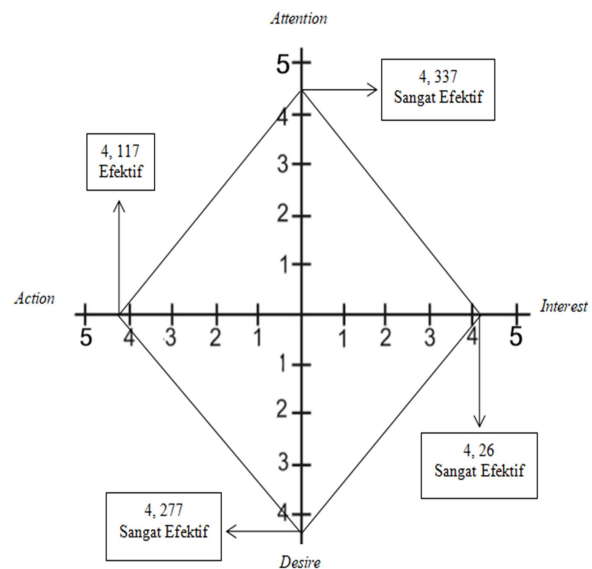 Attention
5
4, 337
Sangat Efektif
4
4, 117
Efektif
3
2
1
Action
Interest
5 4 3 2 1 1 2 3 4 5
1
2
4, 26
Sangat Efektif
3
4, 277
Sangat Efektif
4
Desire